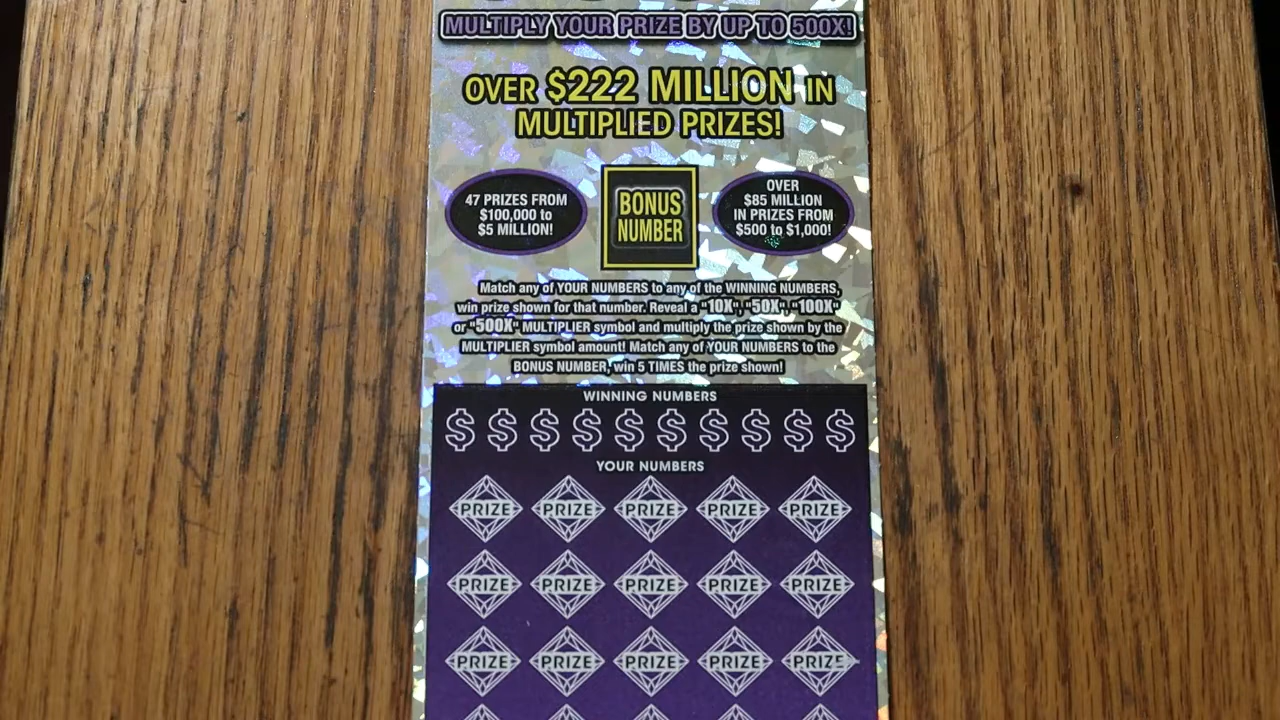 MULTIPLY YOUR PRIZE BY UP TO 500X!
OVER $222 MILLION IN
MULTIPLIED PRIZES!
47 PRIZES FROM
$100,000 to
$5 MILLION!
BONUS
NUMBER
OVER
$85 MILLION
IN PRIZES FROM
$500 to $1,000!
Match any of YOUR NUMBERS to any of the WINNING NUMBERS,
win prize shown for that number. Reveal a "10X", "50X", "100X"
or "500X" MULTIPLIER symbol and multiply the prize shown by the
MULTIPLIER symbol amount! Match any of YOUR NUMBERS to the
BONUS NUMBER, win 5 TIMES the prize shown!
WINNING NUMBERS
$ $ $ $ $ $ $ $ $ $
YOUR NUMBERS
PRIZE PRIZE PRIZE PRIZE PRIZE
PRIZE PRIZE PRIZE PRIZE PRIZE
PRIZE PRIZE PRIZE PRIZE PRIZE